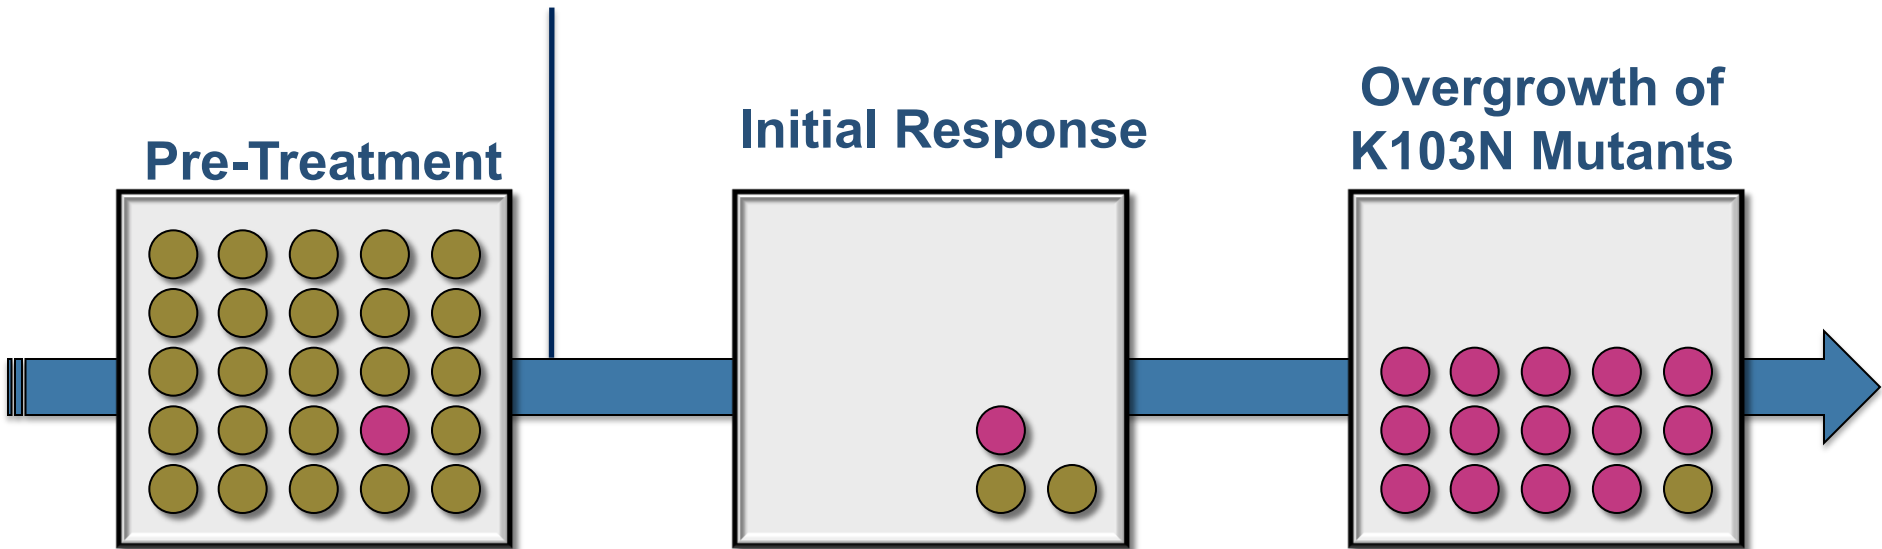 Pre-Treatment
Initial Response
Overgrowth of
K103N Mutants